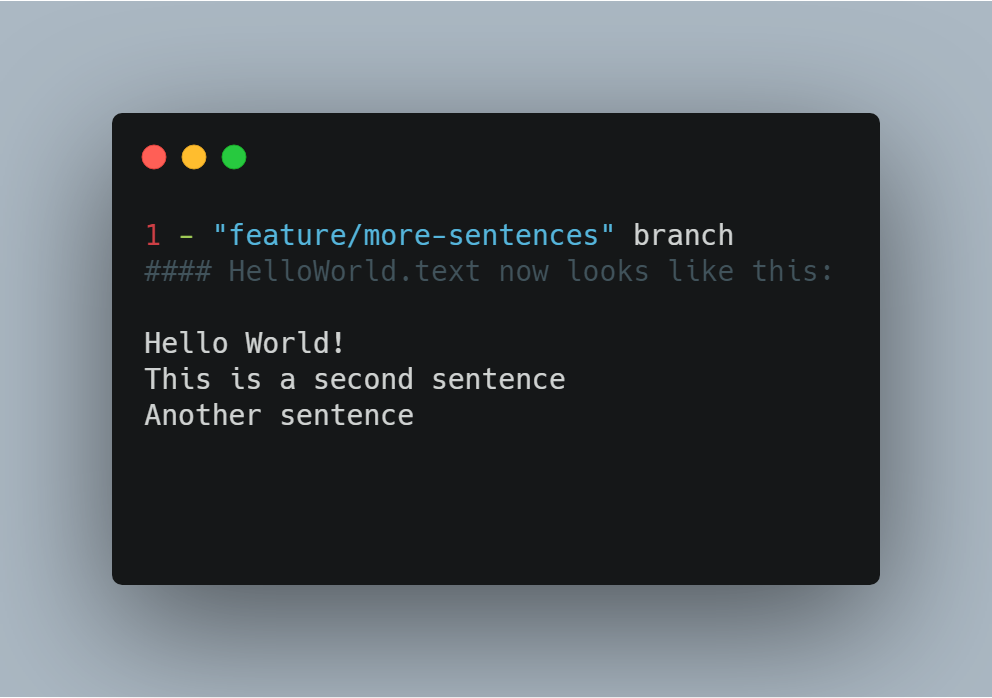 1 - "feature/more-sentences" branch
#### HelloWorld.text now looks like this:
Hello World!
This is a second sentence
Another sentence